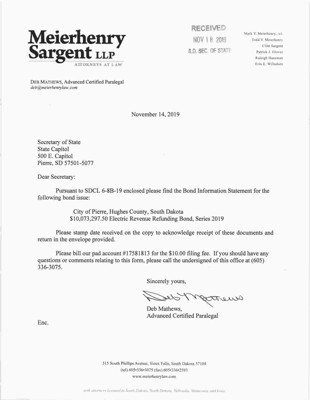 Meierhenry
Sargent LLP
ATTORNEYS AT LAW
RECEIVED
NOV 18 2019
S.D. SEC. OF STATE
Mark V. Meierhenry
Todd V. Meierhenry
Clint Sargent
Patrick J. Glover
Raleigh Hansman
DEB MATHEWS, Advanced Certified Paralegal
deb@meierhenrylaw.com
November 14, 2019
Secretary of State
State Capitol
500 E. Capitol
Pierre, SD 57501-5077
Dear Secretary:
Pursuant to SDCL 6-8B-19 enclosed please find the Bond Information Statement for the
following bond issue:
City of Pierre, Hughes County, South Dakota
$10,073,297.50 Electric Revenue Refunding Bond, Series 2019
Please stamp date received on the copy to acknowledge receipt of these documents and
return in the envelope provided.
Please bill our pad account #17581813 for the $10.00 filing fee. If you should have any
questions or comments relating to this form, please call the undersigned of this office at (605)
336-3075.
Sincerely yours,
Deb Mathews
Deb Mathews,
Advanced Certified Paralegal
Enc.
315 South Phillips Avenue, Sioux Falls, South Dakota 57104
(tel) 605-336-3075 (fax) 605-336-2593
www.meierhenrylaw.com